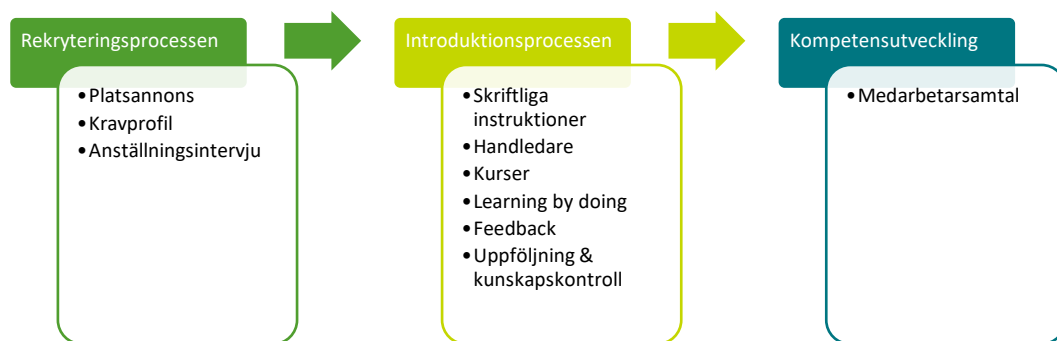 Rekryteringsprocessen
•Platsannons
•Kravprofil
•Anställningsintervju
Introduktionsprocessen
•Skriftliga
instruktioner
•Handledare
•Kurser
•Learning by doing
•Feedback
•Uppföljning &
kunskapskontroll
Kompetensutveckling
•Medarbetarsamtal